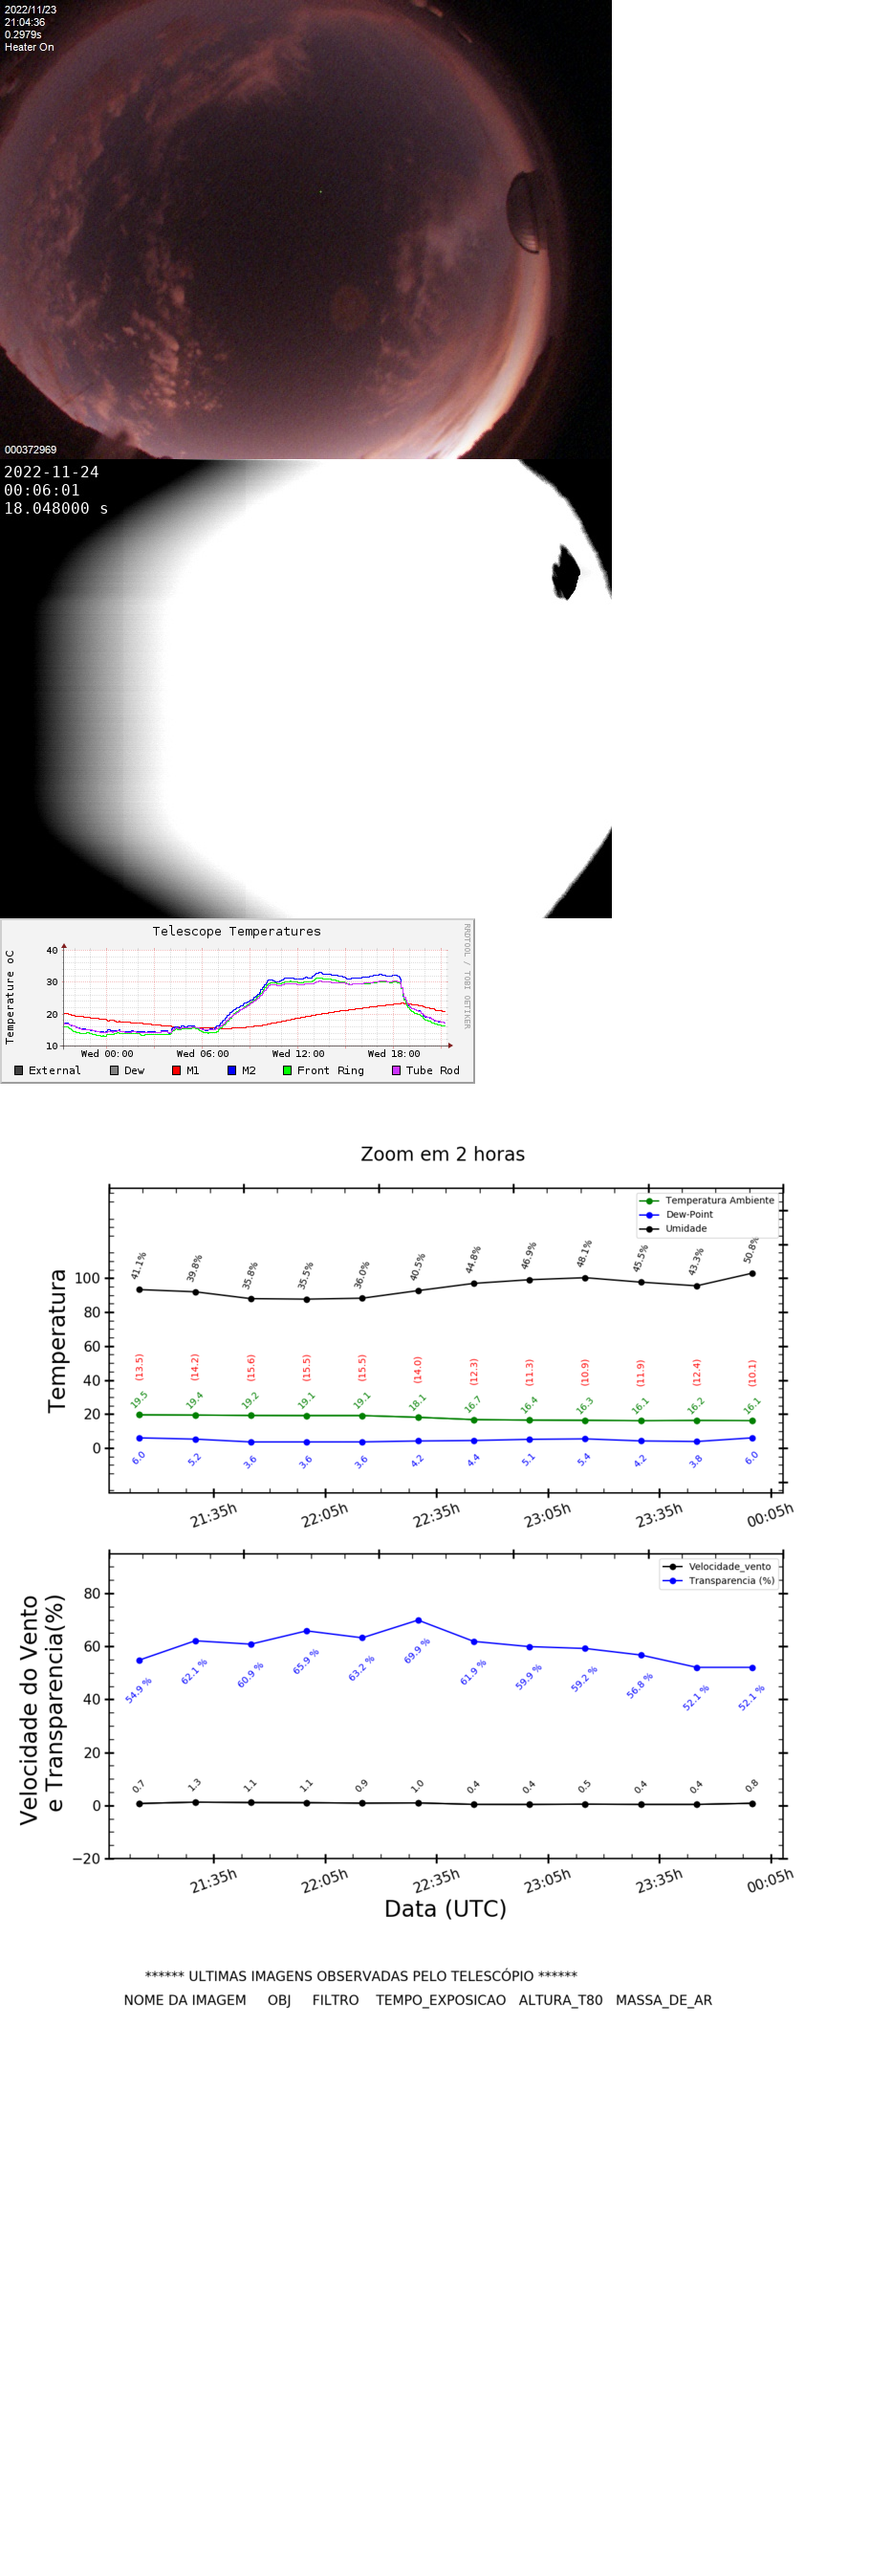 2022/11/23
21:04:36
0.2979s
Heater On
000372969
2022-11-24
00:06:01
18.048000 s
Telescope Temperatures
RRDTOOL / TOBI OETIKER
Temperature oC
40
30
20
10
Wed 00:00 Wed 06:00 Wed 12:00 Wed 18:00
External Dew M1 M2 Front Ring Tube Rod
Zoom em 2 horas
Temperatura Ambiente
Dew-Point
Umidade
Temperatura
100
80
60
40
20
0
41.1% 39.8% 35.8% 35.5% 36.0% 40.5% 44.8% 46.9% 48.1% 45.5% 43.3% 50.8%
(13.5) (14.2) (15.6) (15.5) (15.5) (14.0) (12.3) (11.3) (10.9) (11.9) (12.4) (10.1)
19.5 19.4 19.2 19.1 19.1 18.1 16.7 16.4 16.3 16.1 16.2 16.1
6.0 5.2 3.6 3.6 3.6 4.2 4.4 5.1 5.4 4.2 3.8 6.0
21:35h 22:05h 22:35h 23:05h 23:35h 00:05h
Velocidade_vento
Transparencia (%)
Velocidade do Vento
e Transparencia(%)
80
60
40
20
0
−20
54.9 % 62.1 % 60.9 % 65.9 % 63.2 % 69.9 % 61.9 % 59.9 % 59.2 % 56.8 % 52.1 % 52.1 %
0.7 1.3 1.1 1.1 0.9 1.0 0.4 0.4 0.5 0.4 0.4 0.8
21:35h 22:05h 22:35h 23:05h 23:35h 00:05h
Data (UTC)
****** ULTIMAS IMAGENS OBSERVADAS PELO TELESCÓPIO ******
NOME DA IMAGEM OBJ FILTRO TEMPO_EXPOSICAO ALTURA_T80 MASSA_DE_AR